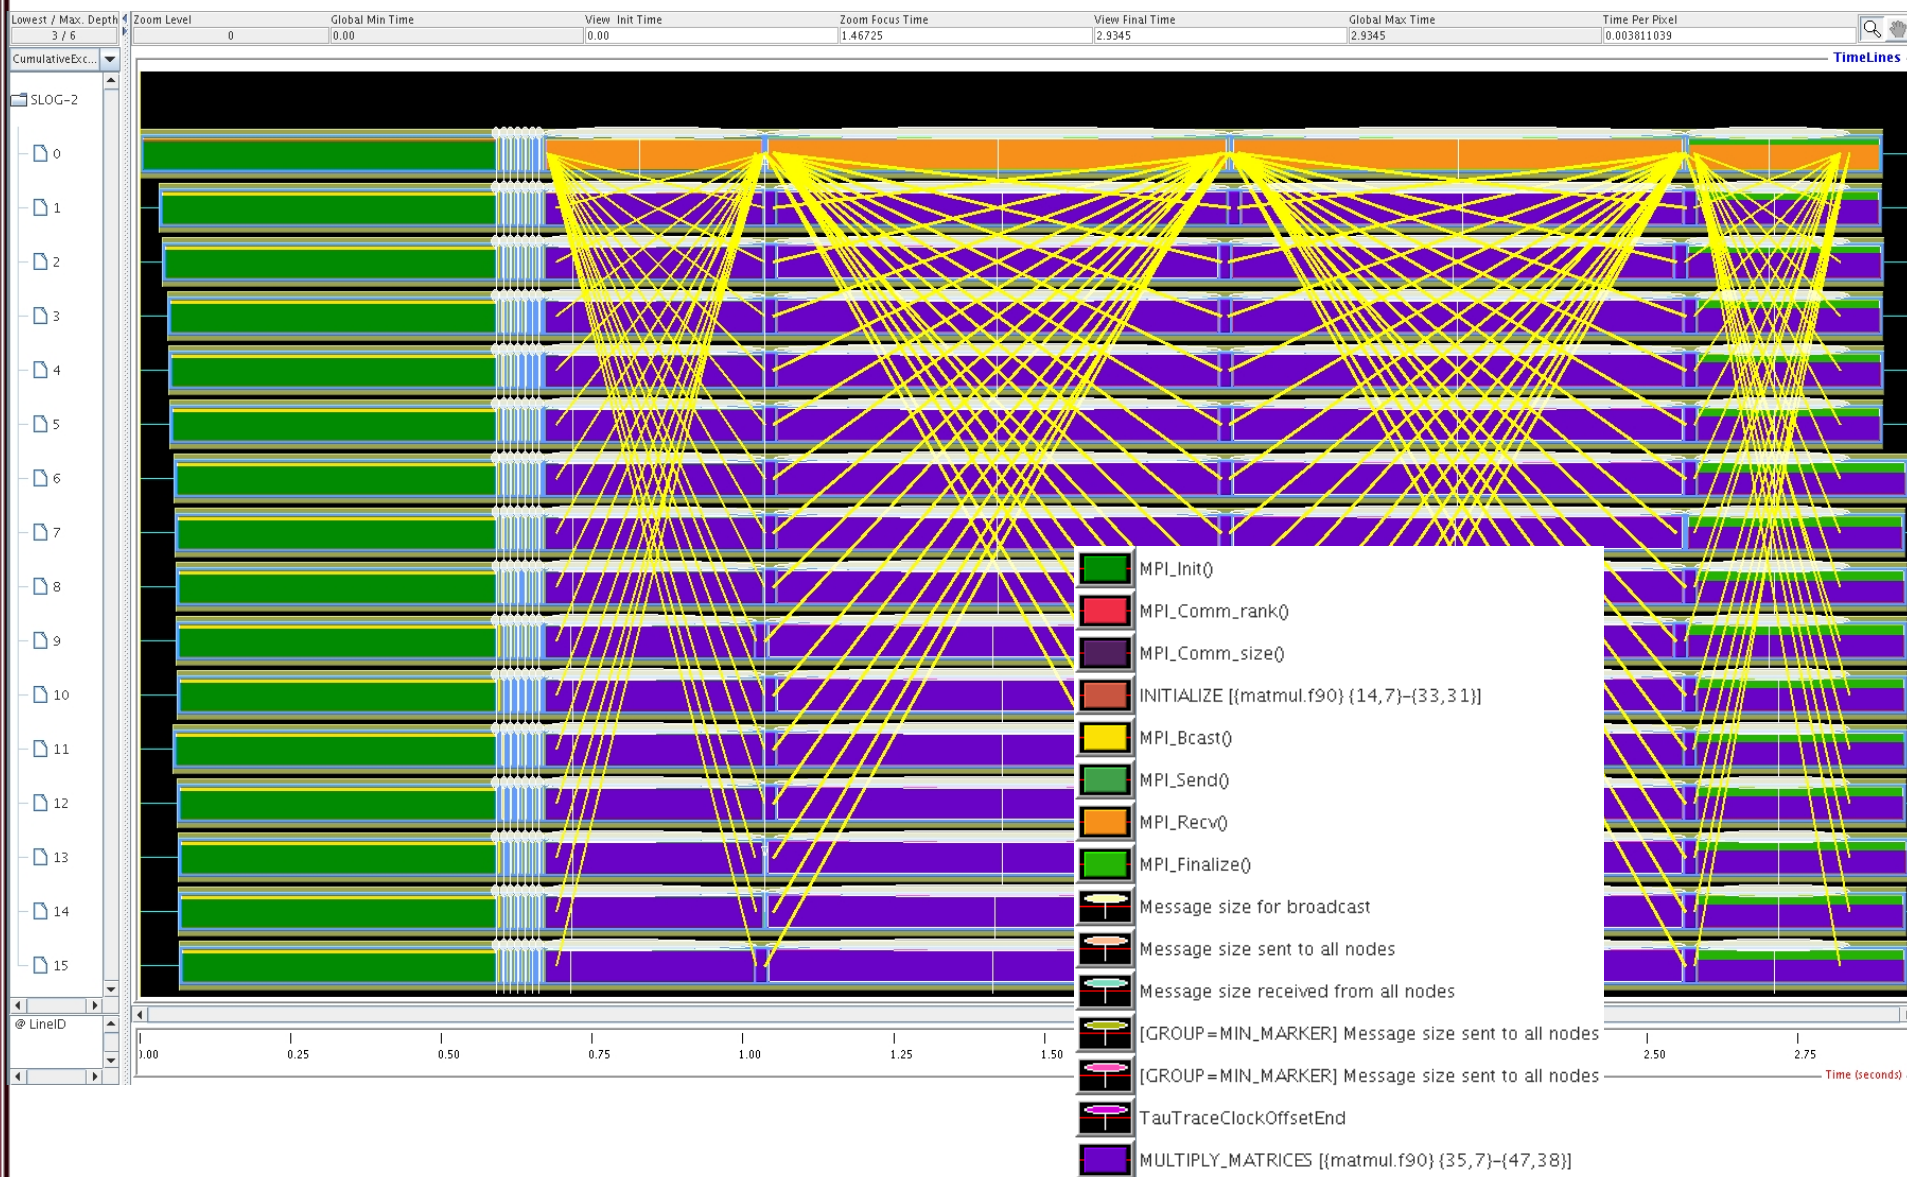 Lowest / Max. Depth
Zoom Level
Global Min Time
View Init Time
Zoom Focus Time
View Final Time
Global Max Time
Time Per Pixel
3 / 6
0
0.00
0.00
1.46725
2.9345
2.9345
0.003811039
CumulativeExc...
TimeLines
SLOG-2
0
1
2
3
4
5
6
7
8
9
10
11
12
13
14
15
MPI_Init()
MPI_Comm_rank()
MPI_Comm_size()
INITIALIZE [{matmul.f90} {14,7}-{33,31}]
MPI_Bcast()
MPI_Send()
MPI_Recv()
MPI_Finalize()
Message size for broadcast
Message size sent to all nodes
Message size received from all nodes
[GROUP=MIN_MARKER] Message size sent to all nodes
[GROUP=MIN_MARKER] Message size sent to all nodes
TauTraceClockOffsetEnd
MULTIPLY_MATRICES [{matmul.f90} {35,7}-{47,38}]
@ LineID
0.00
0.25
0.50
0.75
1.00
1.25
1.50
2.50
2.75
Time (seconds)